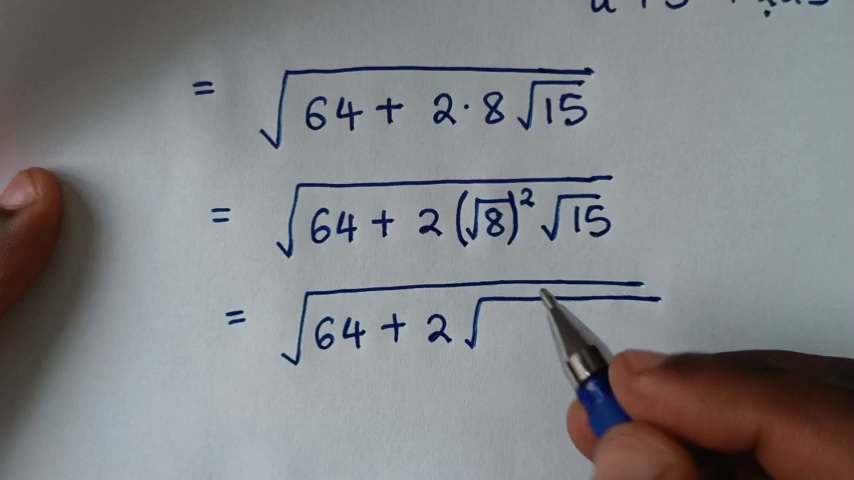 = √(64 + 2·8√15)
= √(64 + 2(√8)²√15)
= √(64 + 2√